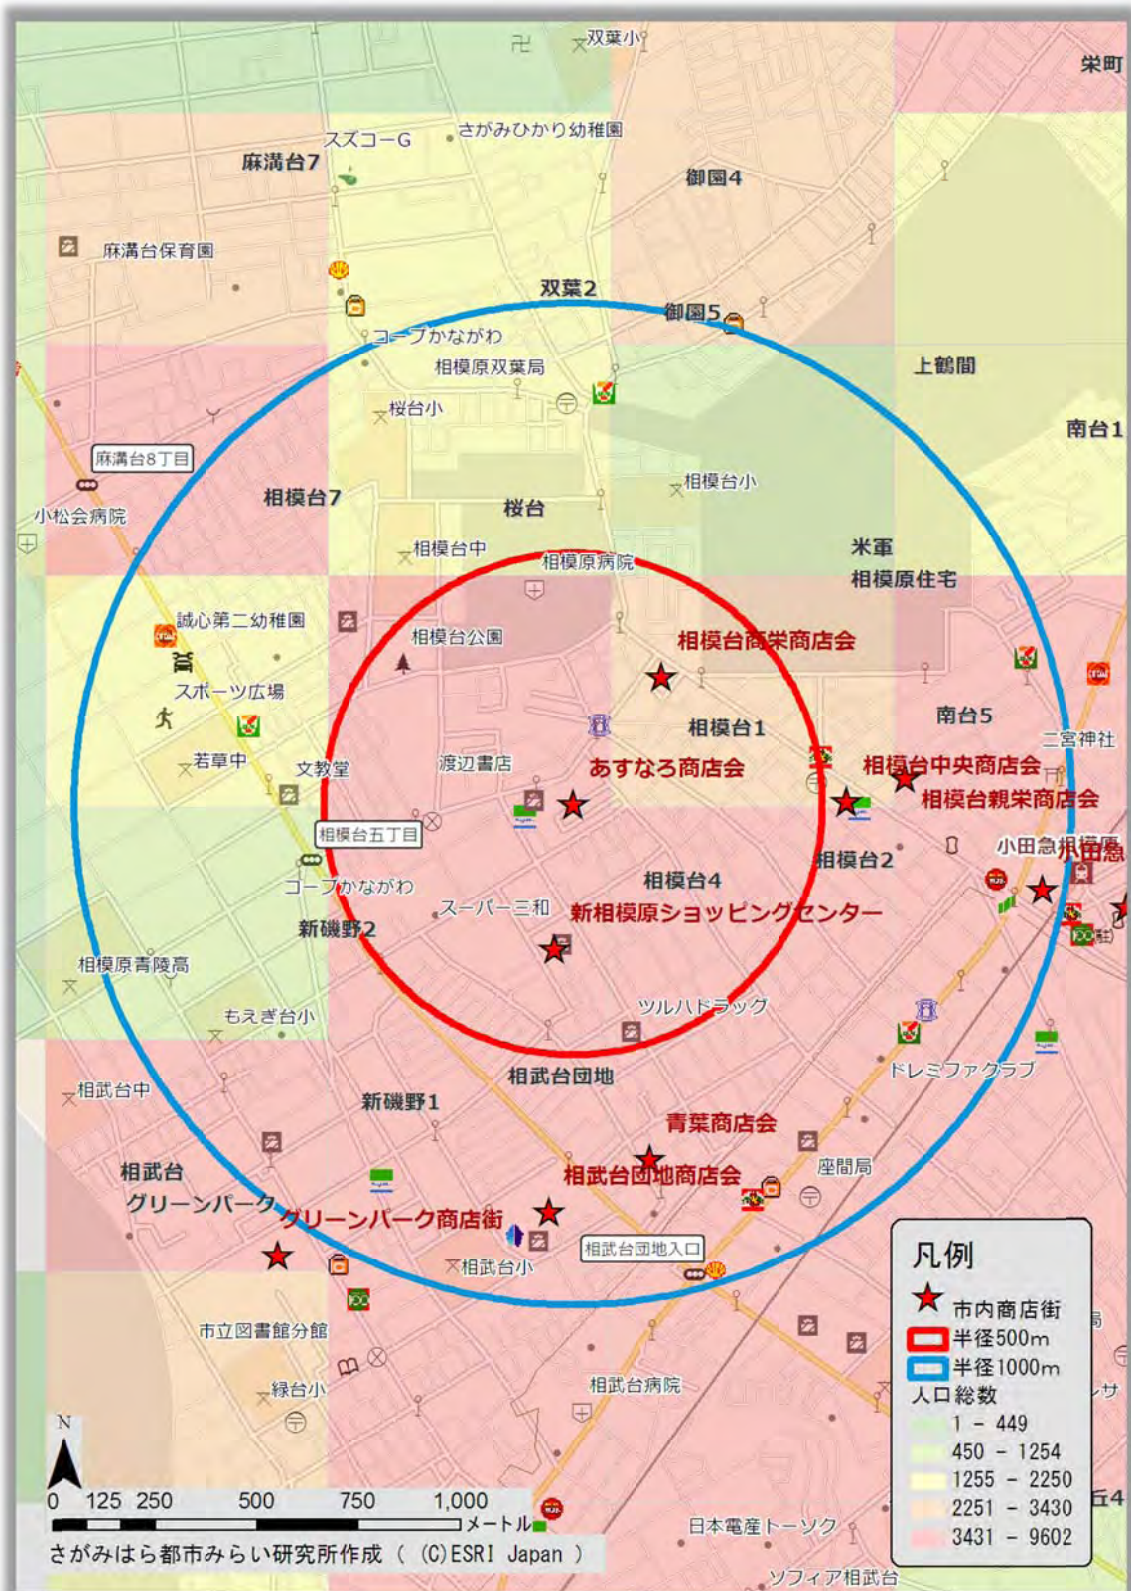 双葉小
栄町
さがみひかり幼稚園
スズコーG
麻溝台7
御園4
麻溝台保育園
双葉2
御園5
コープかながわ
相模原双葉局
上鶴間
桜台小
南台1
麻溝台8丁目
相模台小
相模台7
桜台
小松会病院
相模台中
米軍
相模原住宅
相模原病院
誠心第二幼稚園
相模台公園
相模台商栄商店会
スポーツ広場
南台5
相模台1
二宮神社
若草中
文教堂
渡辺書店
あすなろ商店会
相模台中央商店会
相模台親栄商店会
相模台五丁目
小田急相模原
小田急
相模台2
コープかながわ
相模台4
スーパー三和
新相模原ショッピングセンター
新磯野2
相模原青陵高
もえぎ台小
ツルハドラッグ
相武台団地
ドレミファクラブ
相武台中
新磯野1
青葉商店会
相武台
相武台団地商店会
座間局
グリーンパーク
グリーンパーク商店街
相武台団地入口
相武台小
凡例
市内商店街
半径500m
半径1000m
人口総数
1 - 449
450 - 1254
1255 - 2250
2251 - 3430
3431 - 9602
局
サ
丘4
市立図書館分館
相武台病院
緑台小
N
0 125 250 500 750 1,000
メートル
日本電産トーソク
さがみはら都市みらい研究所作成 ( (C)ESRI Japan )
ソフィア相武台